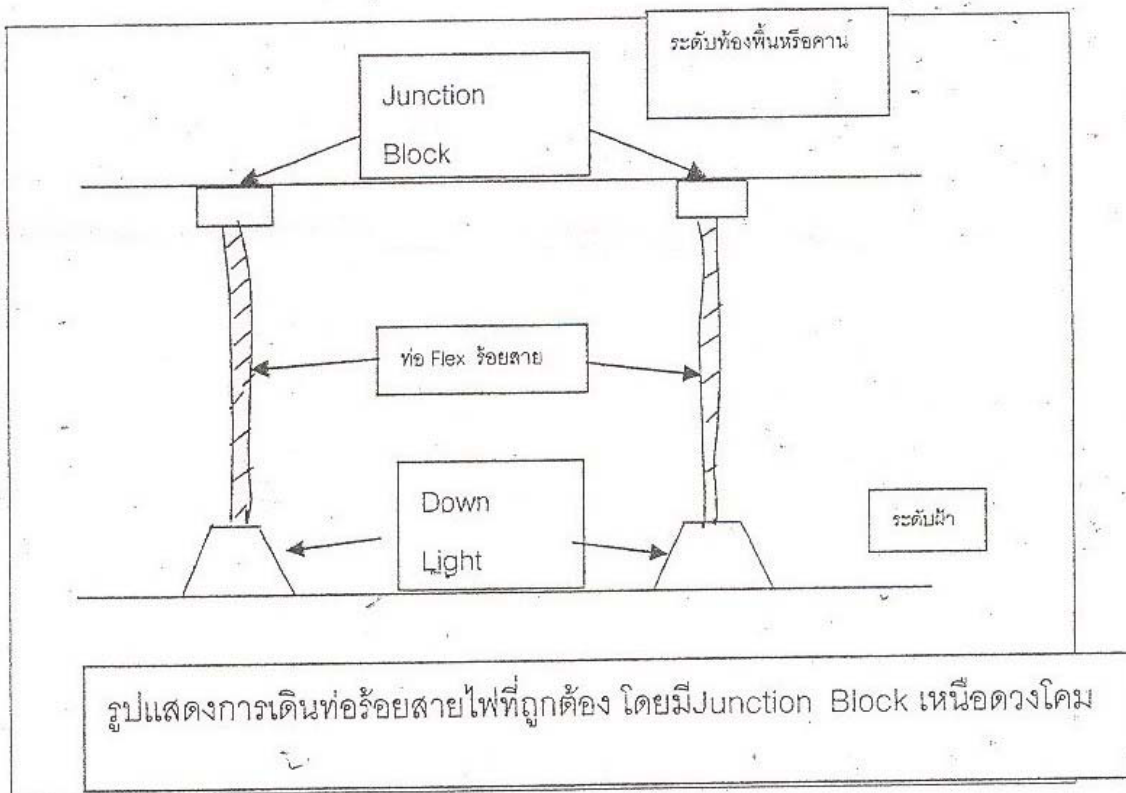 ระดับท้องพื้นหรือคาน
Junction
Block
ท่อ Flex ร้อยสาย
Down
Light
ระดับฝ้า
รูปแสดงการเดินท่อร้อยสายไฟที่ถูกต้อง โดยมีJunction Block เหนือดวงโคม